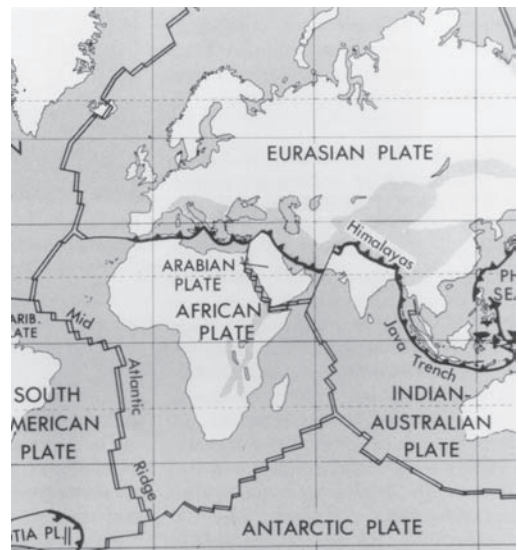 N
EURASIAN PLATE
Himalayas
ARABIAN
PLATE
PH
SEA
AFRICAN
PLATE
ARIB.
ATE
Mid
Atlantic
Ridge
Java Trench
SOUTH
MERICAN
PLATE
INDIAN-
AUSTRALIAN
PLATE
TIA PL.
ANTARCTIC PLATE